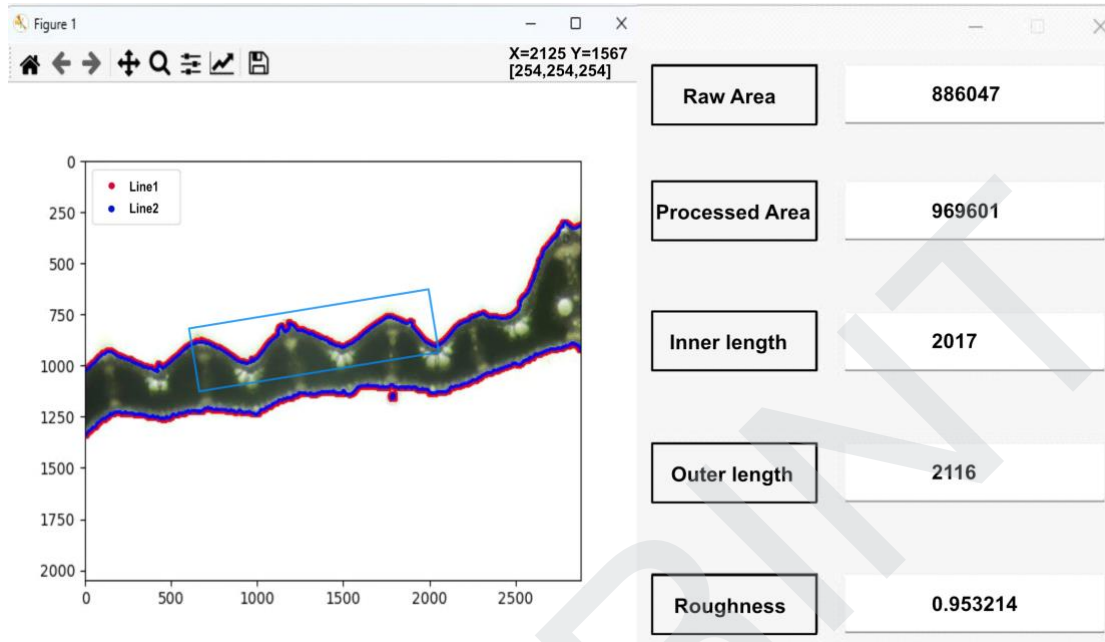 Figure 1
X=2125 Y=1567
[254,254,254]
Line1
Line2
0
250
500
750
1000
1250
1500
1750
2000
0
500
1000
1500
2000
2500
Raw Area 886047
Processed Area 969601
Inner length 2017
Outer length 2116
Roughness 0.953214
RINT